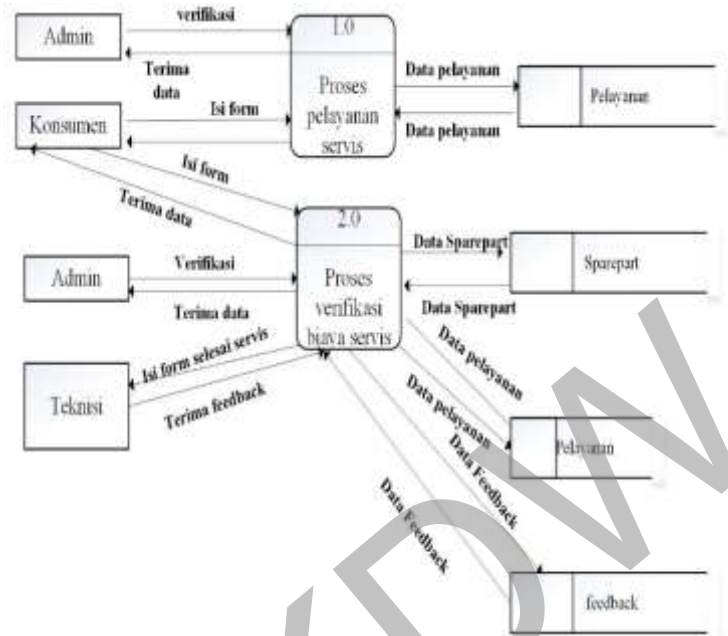 verifikasi
Admin
1.0
Terima
data
Proses
pelayanan
servis
Data pelayanan
Pelayanan
Data pelayanan
Isi form
Konsumen
Isi form
Terima data
2.0
Data Sparepart
Sparepart
Admin
Verifikasi
Proses
verifikasi
biaya servis
Terima data
Data Sparepart
Isi form selesai servis
Teknisi
Terima feedback
Data pelayanan
Data pelayanan
Pelayanan
Data Feedback
Data Feedback
feedback